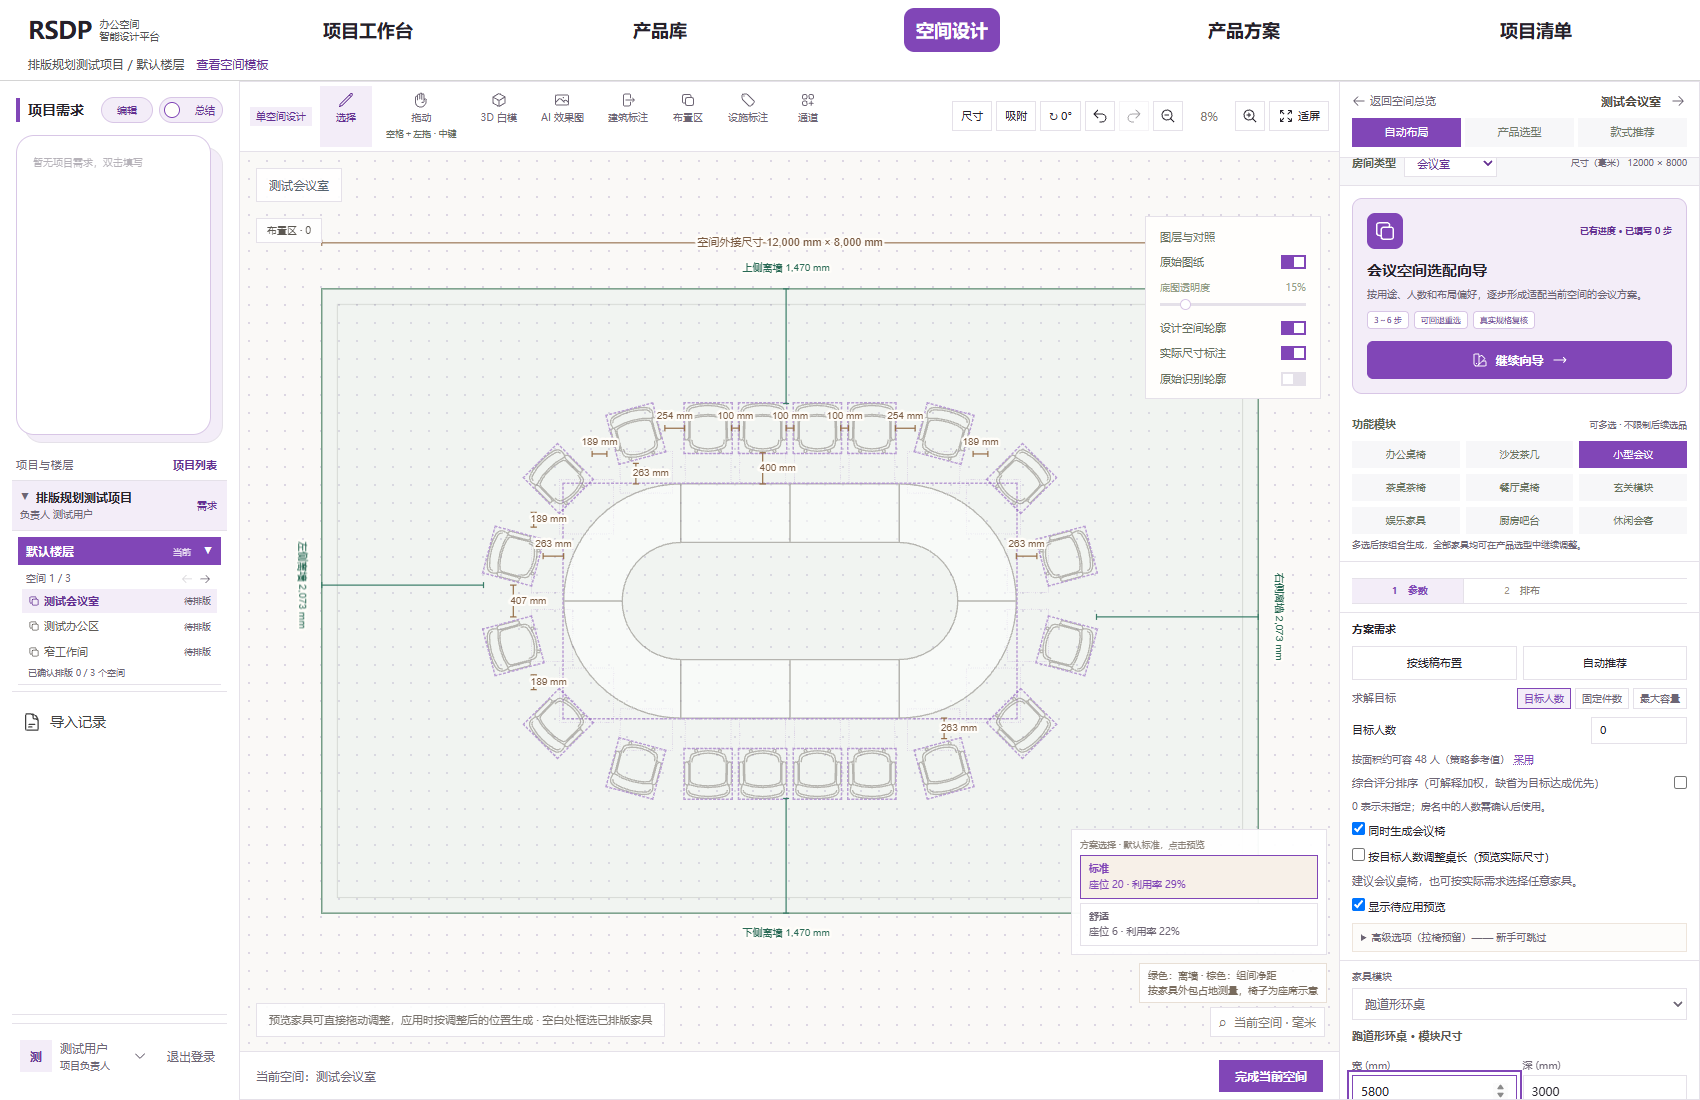 RSDP
办公空间
智能设计平台
项目工作台
产品库
空间设计
产品方案
项目清单
排版规划测试项目 / 默认楼层 查看空间模板
项目需求
编辑
总结
暂无项目需求，双击填写
项目与楼层
项目列表
排版规划测试项目
负责人 测试用户
需求
默认楼层
当前
空间 1 / 3
测试会议室
待排版
测试办公区
待排版
窄工作间
待排版
已确认排版 0 / 3 个空间
导入记录
测
测试用户
项目负责人
退出登录
单空间设计
选择
拖动
空格 + 左拖 · 中键
3D 白模
AI 效果图
建筑标注
布置区
设施标注
通道
尺寸
吸附
↻ 0°
8%
适屏
测试会议室
布置区 · 0
空间外接尺寸 12,000 mm × 8,000 mm
上侧离墙 1,470 mm
图层与对照
原始图纸
底图透明度
15%
设计空间轮廓
实际尺寸标注
原始识别轮廓
254 mm
100 mm
100 mm
100 mm
254 mm
189 mm
189 mm
263 mm
400 mm
189 mm
263 mm
263 mm
407 mm
左侧离墙 2,073 mm
右侧离墙 2,073 mm
189 mm
263 mm
下侧离墙 1,470 mm
方案选择 · 默认标准，点击预览
标准
座位 20 · 利用率 29%
舒适
座位 6 · 利用率 22%
绿色：离墙 · 棕色：组间净距
按家具外包占地测量，椅子为座席示意
预览家具可直接拖动调整，应用时按调整后的位置生成 · 空白处框选已排版家具
当前空间 · 毫米
当前空间：测试会议室
完成当前空间
返回空间总览
测试会议室
自动布局
产品选型
款式推荐
房间类型
会议室
尺寸（毫米） 12000 × 8000
已有进度 • 已填写 0 步
会议空间选配向导
按用途、人数和布局偏好，逐步形成适配当前空间的会议方案。
3 – 6 步
可回退重选
真实规格复核
继续向导
功能模块
可多选 · 不限制后续选品
办公桌椅
沙发茶几
小型会议
茶桌茶椅
餐厅桌椅
玄关模块
娱乐家具
厨房吧台
休闲会客
多选后按组合生成，全部家具均可在产品选型中继续调整。
1 参数
2 排布
方案需求
按线稿布置
自动推荐
求解目标
目标人数
固定件数
最大容量
目标人数
0
按面积约可容 48 人（策略参考值） 采用
综合评分排序（可解释加权，缺省为目标达成优先）
0 表示未指定；房名中的人数需确认后使用。
同时生成会议椅
按目标人数调整桌长（预览实际尺寸）
建议会议桌椅，也可按实际需求选择任意家具。
显示待应用预览
高级选项（拉椅预留）—— 新手可跳过
家具模块
跑道形环桌
跑道形环桌 • 模块尺寸
宽 (mm)
深 (mm)
5800
3000